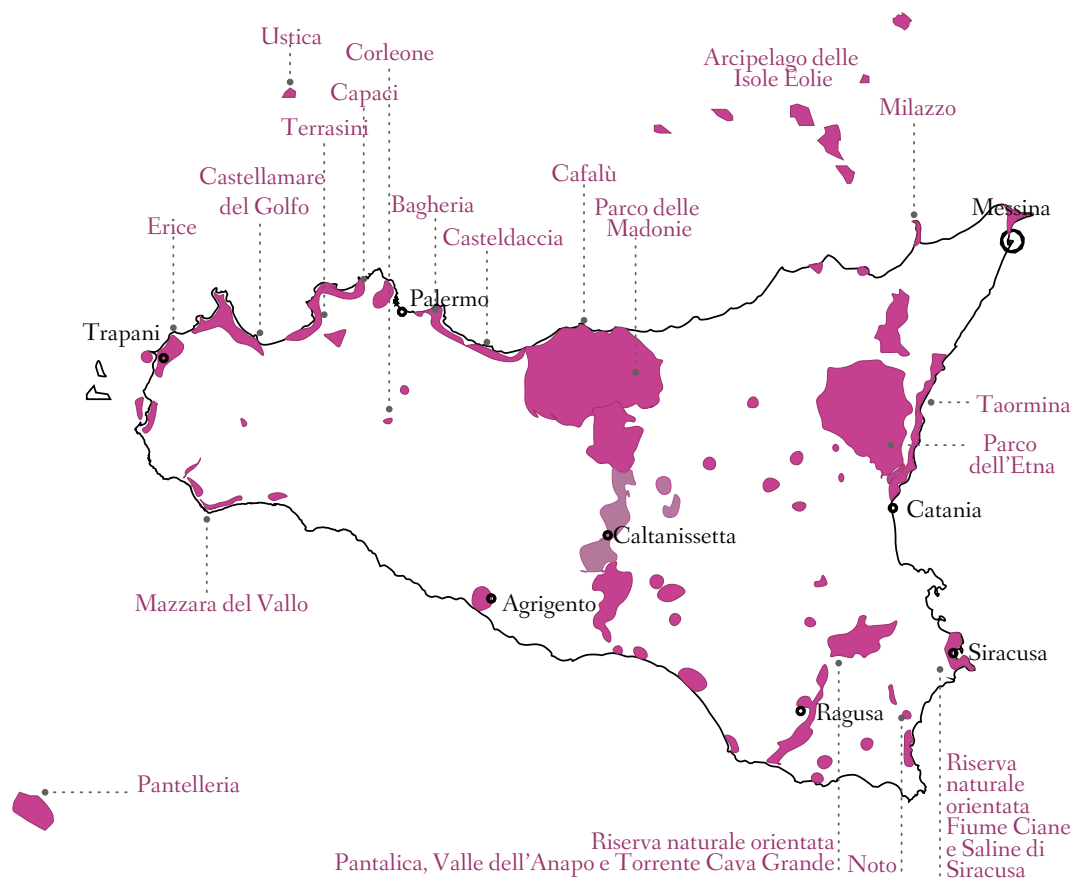 Ustica
Corleone
Arcipelago delle
Isole Eolie
Capaci
Milazzo
Terrasini
Castellamare
del Golfo
Cafalù
Bagheria
Parco delle
Madonie
Messina
Erice
Casteldaccia
Palermo
Trapani
Taormina
Parco
dell'Etna
Catania
Caltanissetta
Mazzara del Vallo
Agrigento
Siracusa
Ragusa
Pantelleria
Riserva naturale orientata
Pantalica, Valle dell'Anapo e Torrente Cava Grande
Noto
Riserva
naturale
orientata
Fiume Ciane
e Saline di
Siracusa